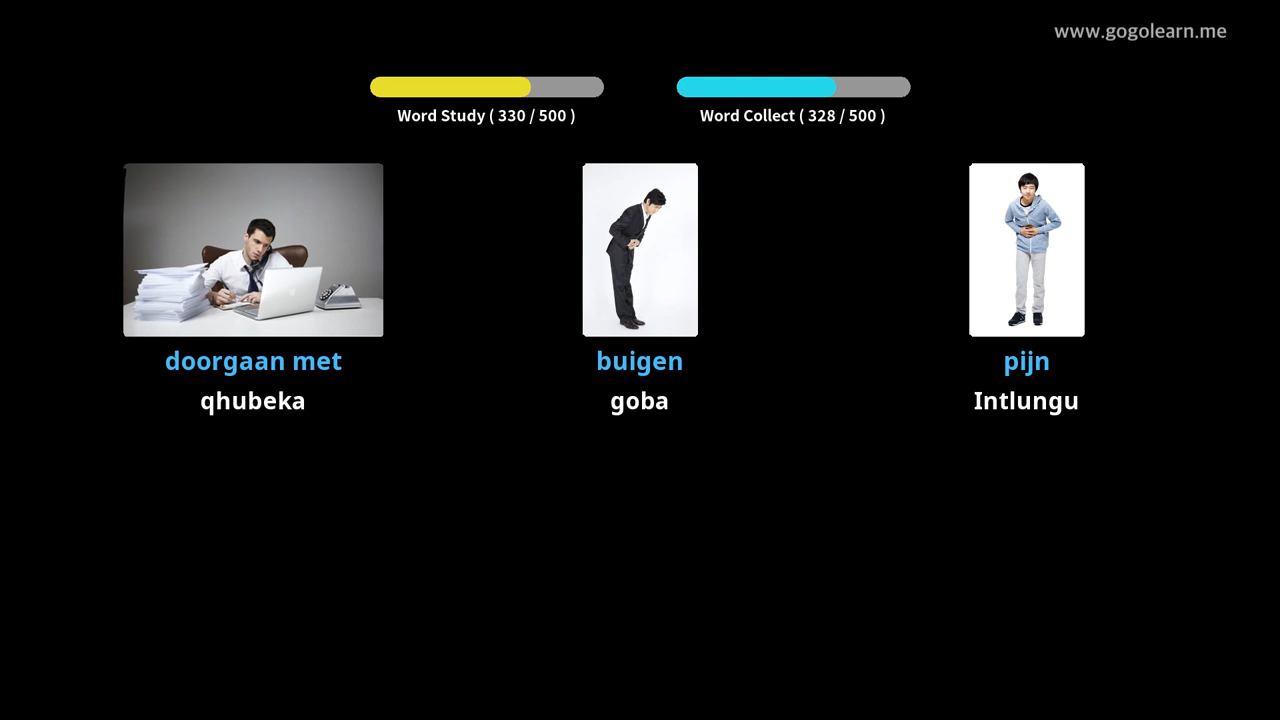 www.gogolearn.me
Word Study ( 330 / 500 )
Word Collect ( 328 / 500 )
doorgaan met
qhubeka
buigen
goba
pijn
Intlungu